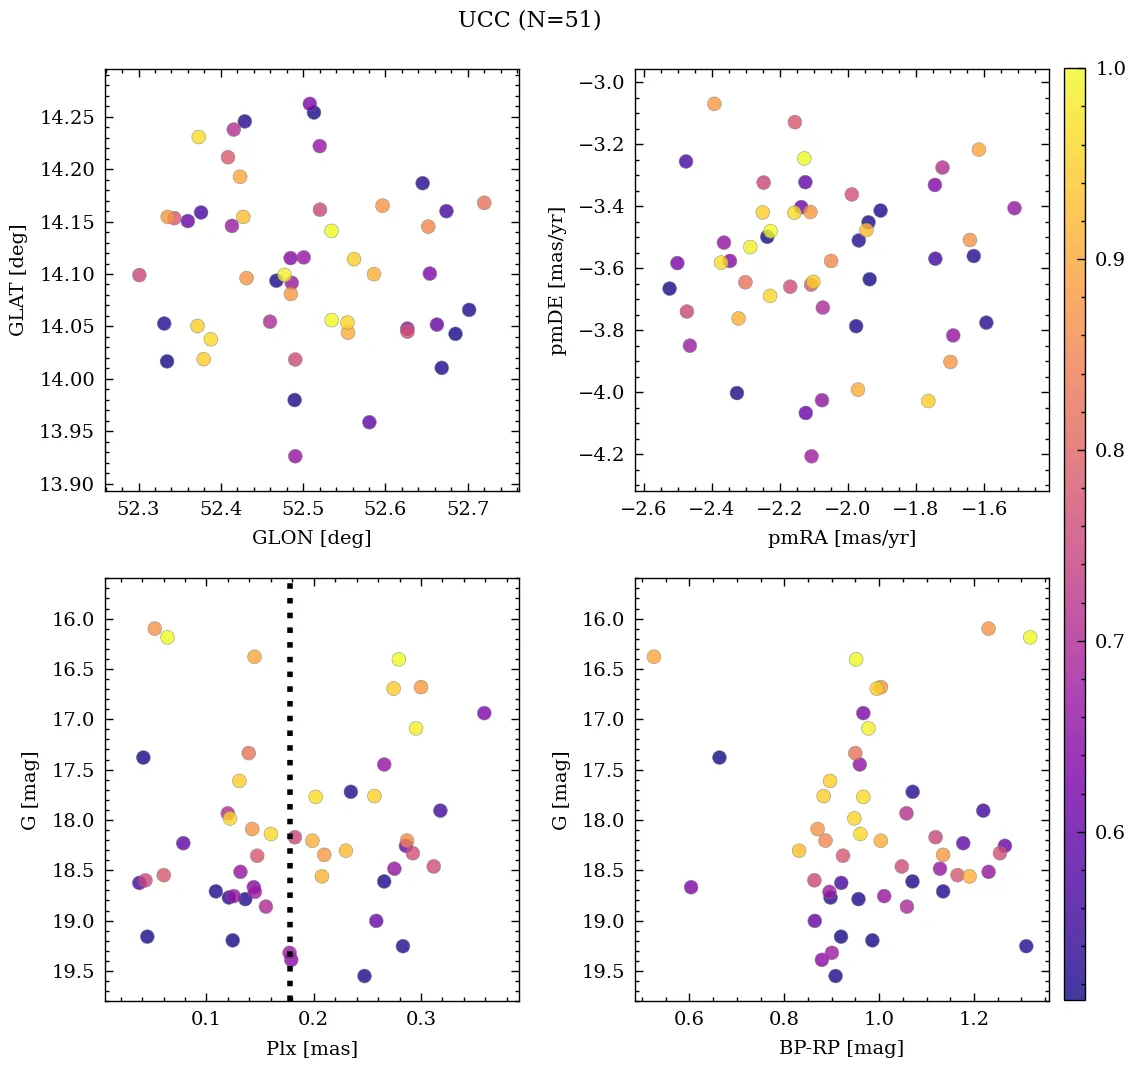 UCC (N=51)
14.25
14.20
14.15
14.10
14.05
14.00
13.95
13.90
GLAT [deg]
52.3 52.4 52.5 52.6 52.7
GLON [deg]
−3.0
−3.2
−3.4
−3.6
−3.8
−4.0
−4.2
pmDE [mas/yr]
−2.6 −2.4 −2.2 −2.0 −1.8 −1.6
pmRA [mas/yr]
1.0
0.9
0.8
0.7
0.6
16.0
16.5
17.0
17.5
18.0
18.5
19.0
19.5
G [mag]
0.1 0.2 0.3
Plx [mas]
16.0
16.5
17.0
17.5
18.0
18.5
19.0
19.5
G [mag]
0.6 0.8 1.0 1.2
BP-RP [mag]